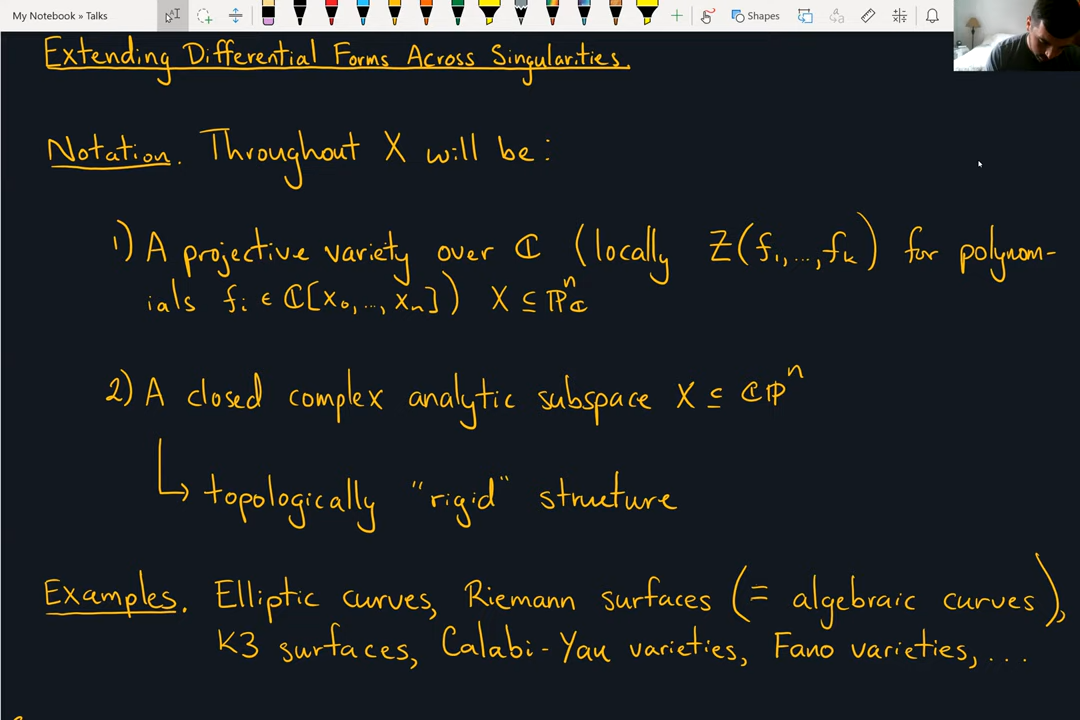 My Notebook » Talks
Shapes
Extending Differential Forms Across Singularities.
Notation. Throughout X will be:
1) A projective variety over ℂ (locally Z(f₁,...,fₖ) for polynom-
ials fᵢ ∈ ℂ[x₀,...,xₙ]) X ⊆ ℙⁿ_ℂ
2) A closed complex analytic subspace X ⊆ ℂℙⁿ
↳ topologically "rigid" structure
Examples. Elliptic curves, Riemann surfaces (= algebraic curves),
K3 surfaces, Calabi-Yau varieties, Fano varieties, ...